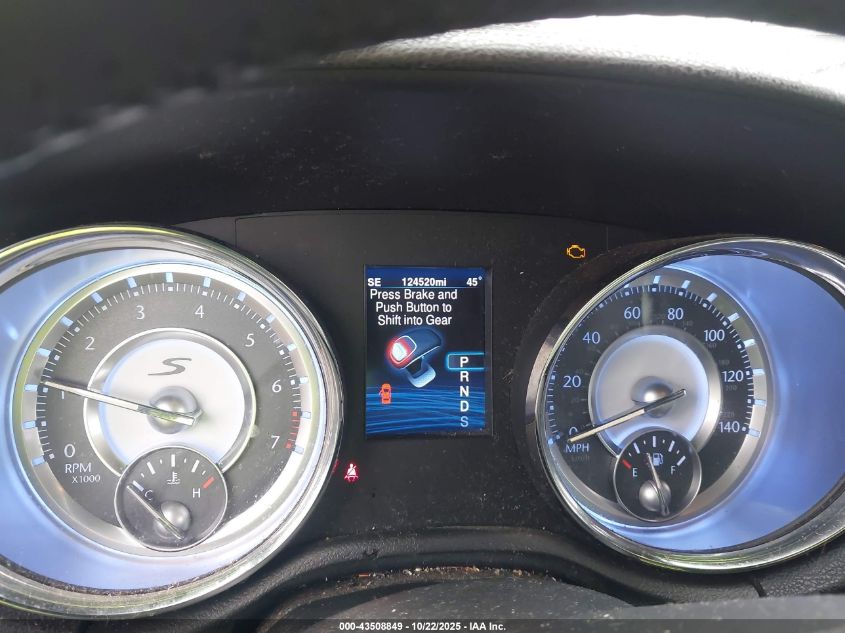 SE 124520mi 45°
Press Brake and
Push Button to
Shift into Gear
P
R
N
D
S
0
1
2
3
4
5
6
7
RPM
X1000
S
C H
0
20
40
60
80
100
120
140
MPH
E F
000-43508849 - 10/22/2025 - IAA Inc.